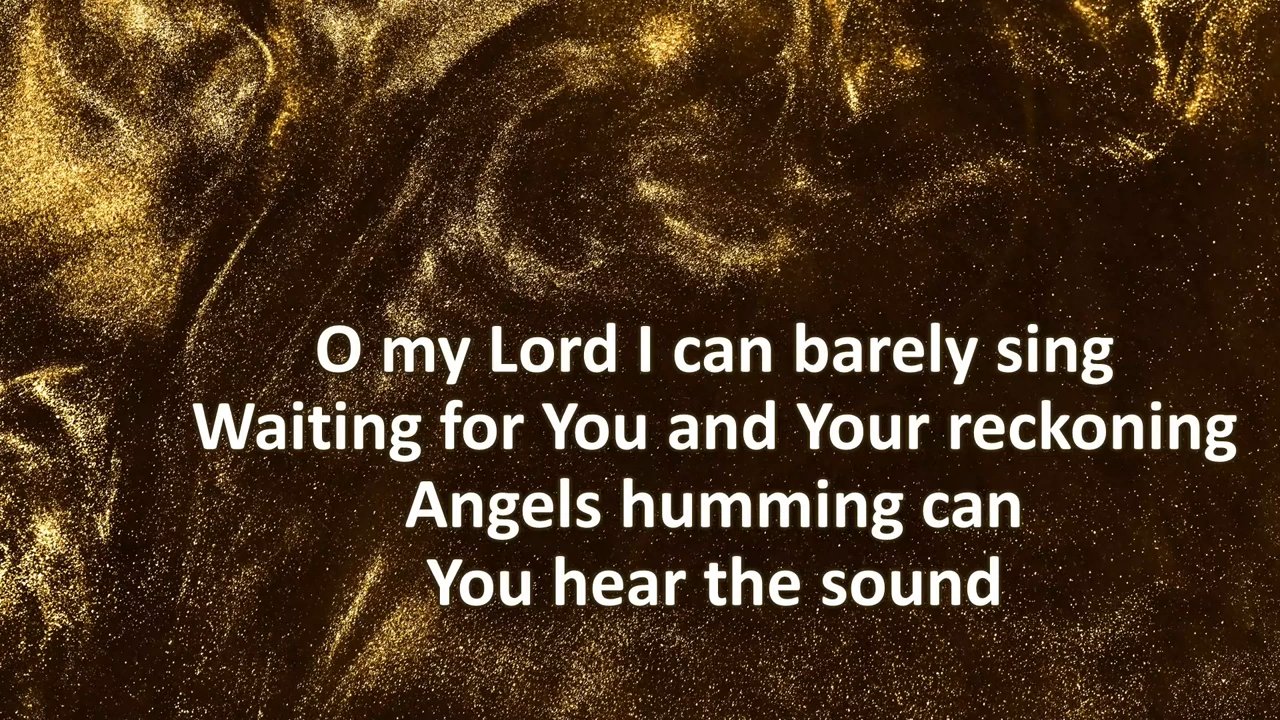 O my Lord I can barely sing
Waiting for You and Your reckoning
Angels humming can
You hear the sound